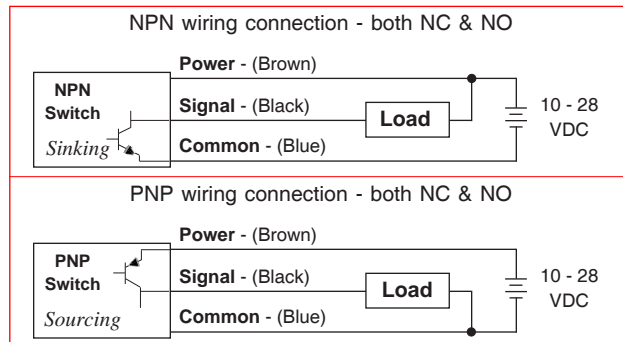 NPN wiring connection - both NC & NO
Power - (Brown)
NPN
Switch
Signal - (Black)
Load
10 - 28
VDC
Sinking
Common - (Blue)
PNP wiring connection - both NC & NO
Power - (Brown)
PNP
Switch
Signal - (Black)
Load
10 - 28
VDC
Sourcing
Common - (Blue)